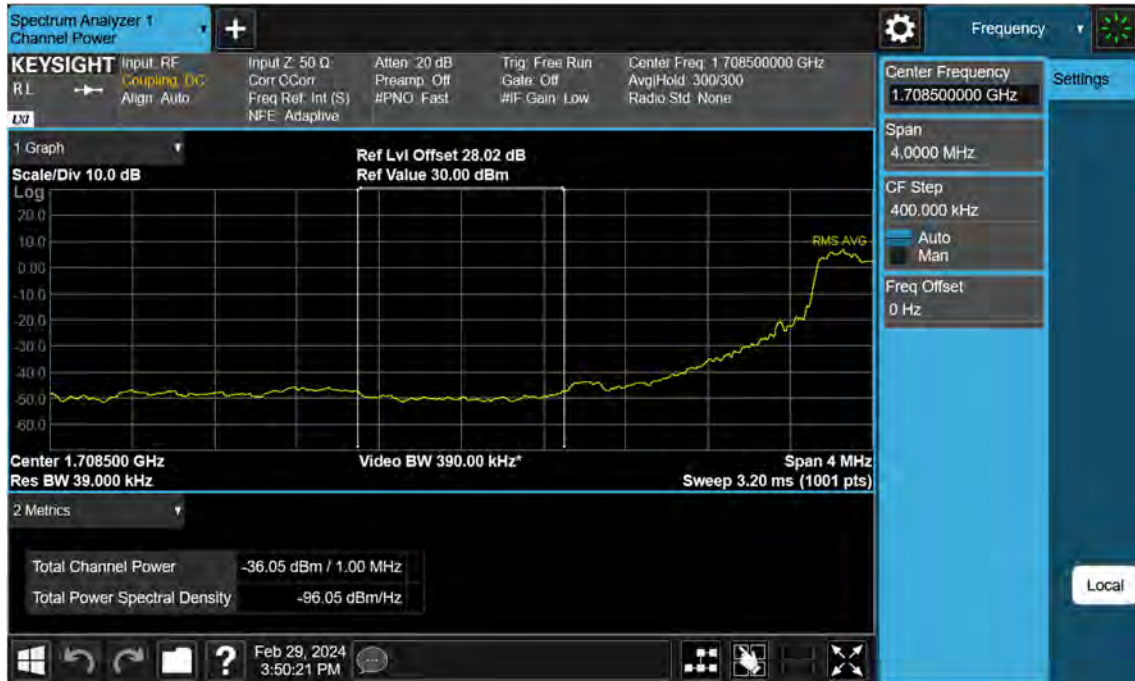 Spectrum Analyzer 1
Channel Power
+
Frequency
KEYSIGHT
RL
LXI
Input: RF
Coupling: DC
Align: Auto
Input Z: 50 Ω
Corr CCorr
Freq Ref: Int (S)
NFE: Adaptive
Atten: 20 dB
Preamp: Off
#PNO: Fast
Trig: Free Run
Gate: Off
#IF Gain: Low
Center Freq: 1.708500000 GHz
Avg|Hold: 300/300
Radio Std: None
Center Frequency
1.708500000 GHz
Settings
Span
4.0000 MHz
CF Step
400.000 kHz
Auto
Man
Freq Offset
0 Hz
1 Graph
Scale/Div 10.0 dB
Ref Lvl Offset 28.02 dB
Ref Value 30.00 dBm
Log
20.0
10.0
0.00
-10.0
-20.0
-30.0
-40.0
-50.0
-60.0
RMS AVG
Center 1.708500 GHz
Res BW 39.000 kHz
Video BW 390.00 kHz*
Span 4 MHz
Sweep 3.20 ms (1001 pts)
2 Metrics
Total Channel Power -36.05 dBm / 1.00 MHz
Total Power Spectral Density -96.05 dBm/Hz
Local
?
Feb 29, 2024
3:50:21 PM